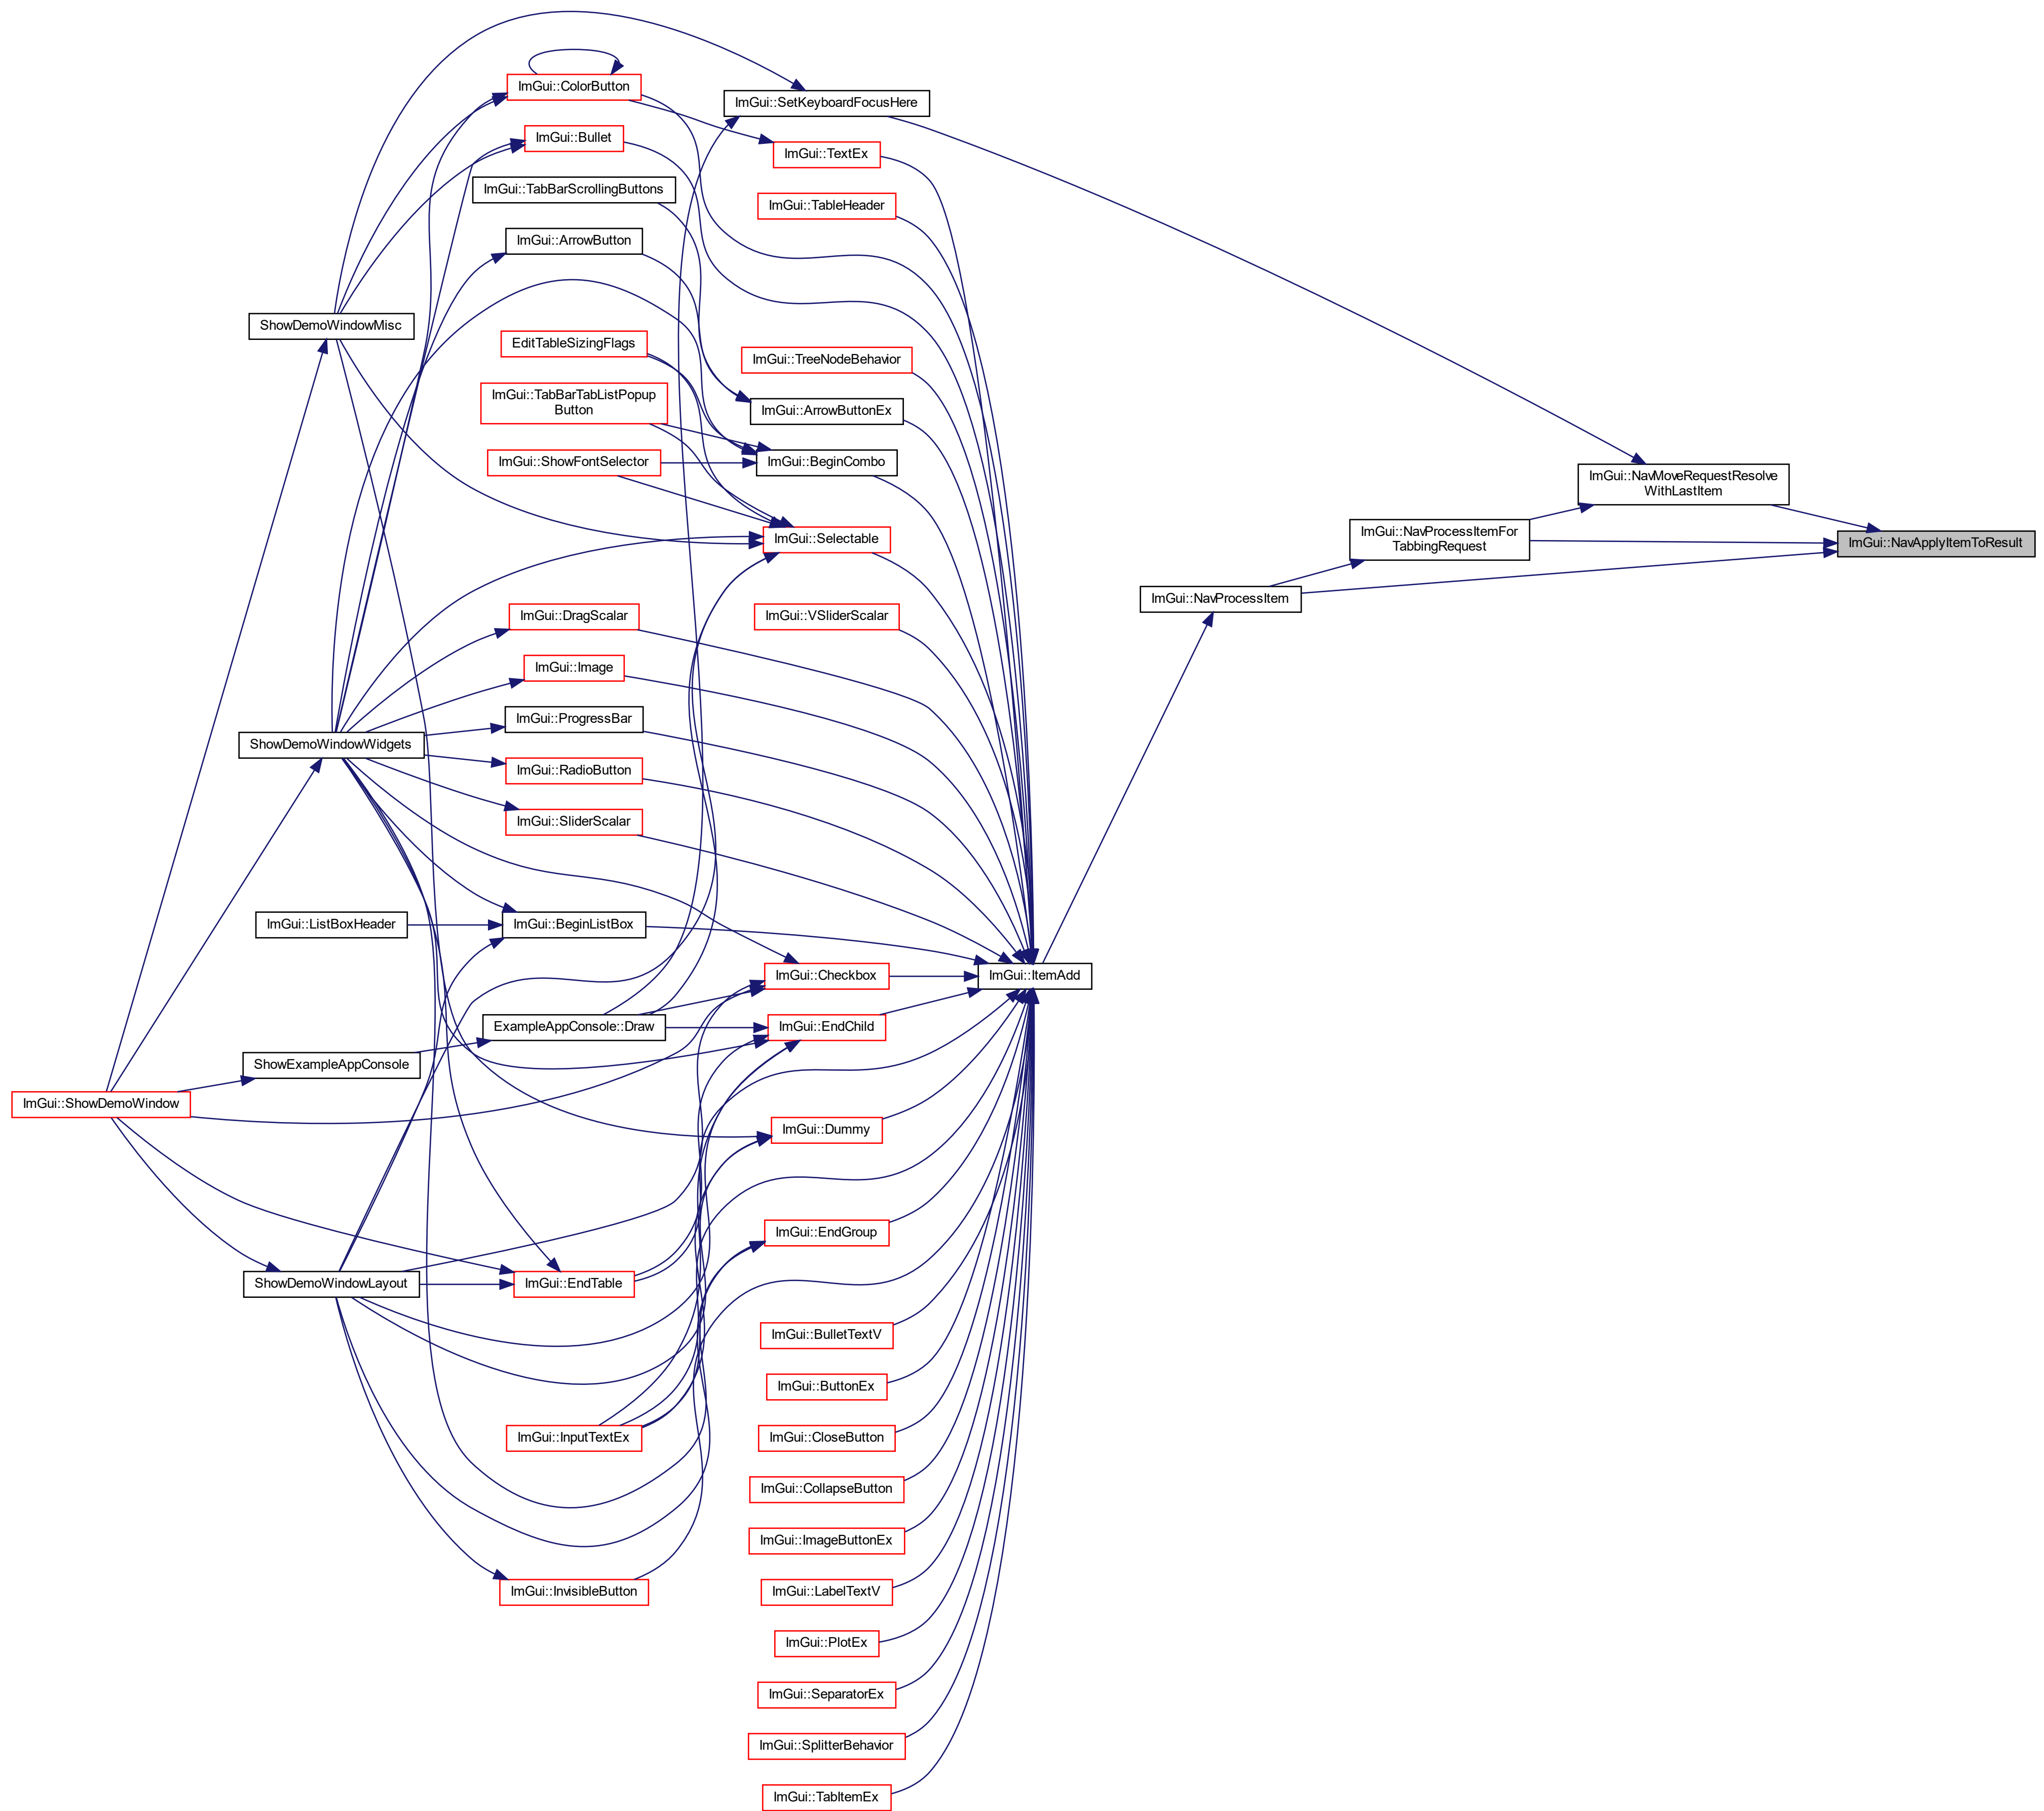 ImGui::ColorButton
ImGui::SetKeyboardFocusHere
ImGui::Bullet
ImGui::TextEx
ImGui::TabBarScrollingButtons
ImGui::TableHeader
ImGui::ArrowButton
ShowDemoWindowMisc
EditTableSizingFlags
ImGui::TreeNodeBehavior
ImGui::TabBarTabListPopup
Button
ImGui::ArrowButtonEx
ImGui::ShowFontSelector
ImGui::BeginCombo
ImGui::NavMoveRequestResolve
WithLastItem
ImGui::Selectable
ImGui::NavProcessItemFor
TabbingRequest
ImGui::NavApplyItemToResult
ImGui::NavProcessItem
ImGui::DragScalar
ImGui::VSliderScalar
ImGui::Image
ImGui::ProgressBar
ShowDemoWindowWidgets
ImGui::RadioButton
ImGui::SliderScalar
ImGui::ListBoxHeader
ImGui::BeginListBox
ImGui::Checkbox
ImGui::ItemAdd
ExampleAppConsole::Draw
ImGui::EndChild
ShowExampleAppConsole
ImGui::ShowDemoWindow
ImGui::Dummy
ImGui::EndGroup
ShowDemoWindowLayout
ImGui::EndTable
ImGui::BulletTextV
ImGui::ButtonEx
ImGui::InputTextEx
ImGui::CloseButton
ImGui::CollapseButton
ImGui::ImageButtonEx
ImGui::InvisibleButton
ImGui::LabelTextV
ImGui::PlotEx
ImGui::SeparatorEx
ImGui::SplitterBehavior
ImGui::TabItemEx